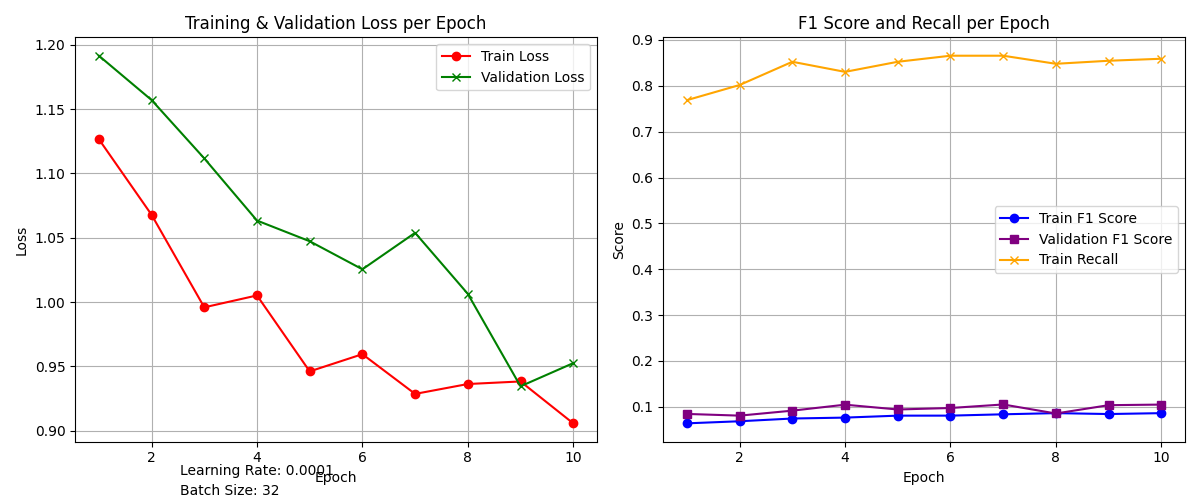 Training & Validation Loss per Epoch
Loss
1.20
1.15
1.10
1.05
1.00
0.95
0.90
Train Loss
Validation Loss
2 4 6 8 10
Epoch
Learning Rate: 0.0001
Batch Size: 32
F1 Score and Recall per Epoch
Score
0.9
0.8
0.7
0.6
0.5
0.4
0.3
0.2
0.1
Train F1 Score
Validation F1 Score
Train Recall
2 4 6 8 10
Epoch